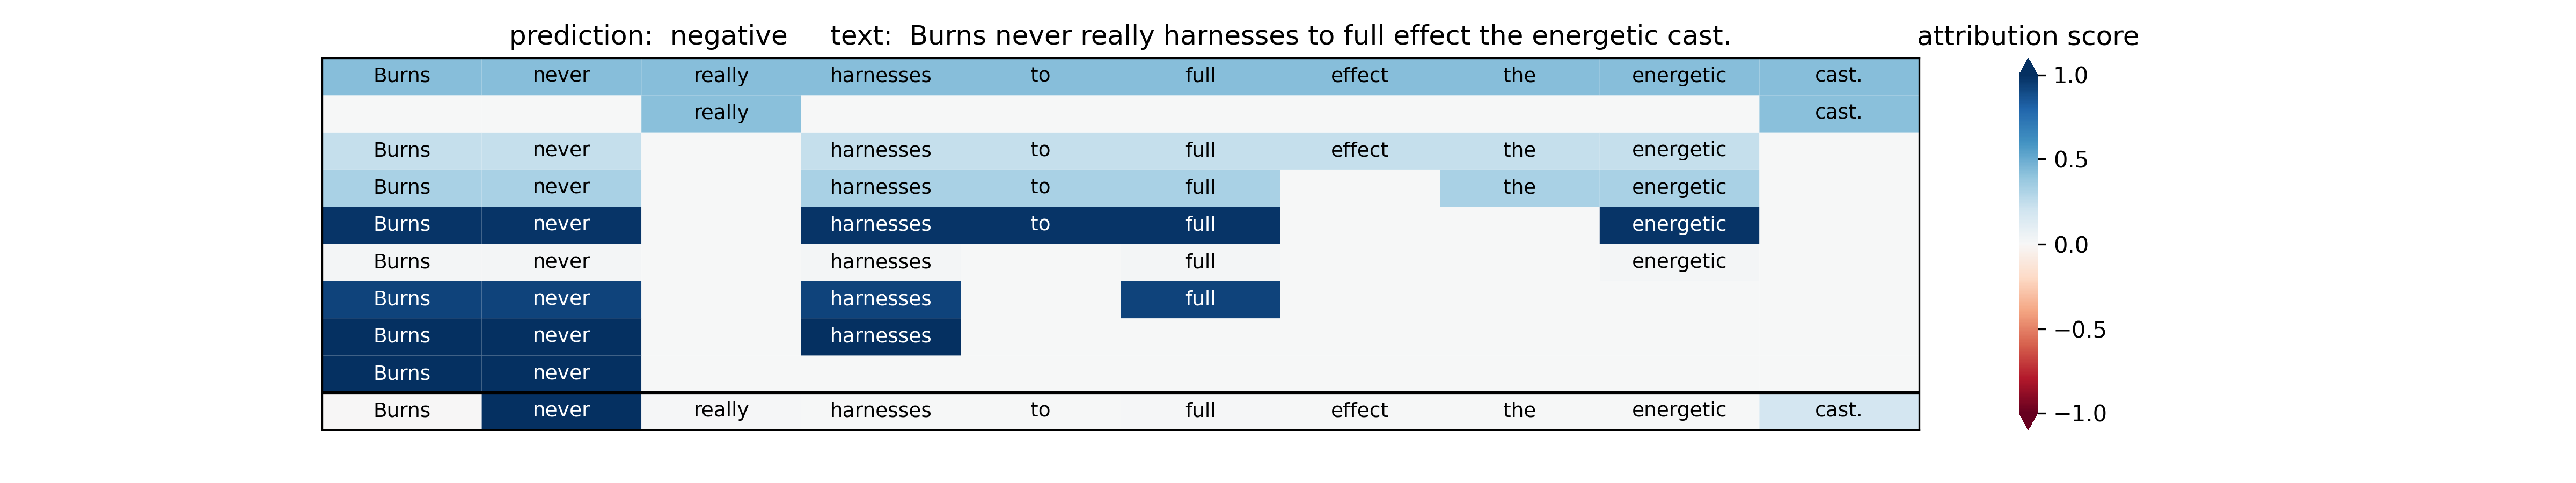 prediction: negative text: Burns never really harnesses to full effect the energetic cast. attribution score
Burns never really harnesses to full effect the energetic cast. 1.0
really cast.
Burns never harnesses to full effect the energetic 0.5
Burns never harnesses to full the energetic
Burns never harnesses to full energetic
0.0
Burns never harnesses full energetic
Burns never harnesses full
Burns never harnesses −0.5
Burns never
Burns never really harnesses to full effect the energetic cast. −1.0